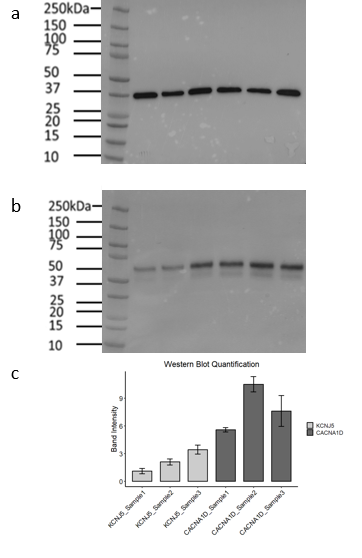 a
250kDa
150
100
75
50
37
25
20
15
10
b
250kDa
150
100
75
50
37
25
20
15
10
c
Western Blot Quantification
Band Intensity
9
6
3
0
KCNJ5_Sample1
KCNJ5_Sample2
KCNJ5_Sample3
CACNA1D_Sample1
CACNA1D_Sample2
CACNA1D_Sample3
KCNJ5
CACNA1D